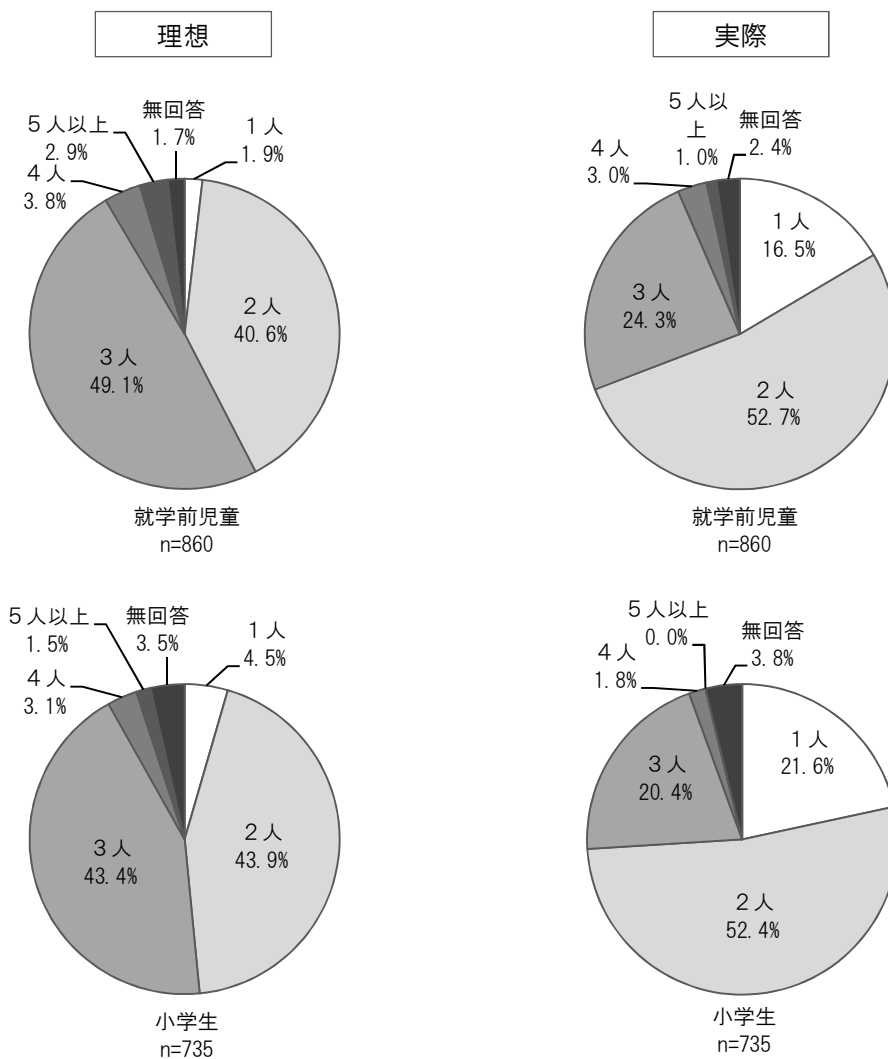 理想
実際
５人以上
2.9%
無回答
1.7%
１人
1.9%
４人
3.8%
２人
40.6%
３人
49.1%
就学前児童
n=860
５人以
上
1.0%
無回答
2.4%
４人
3.0%
１人
16.5%
３人
24.3%
２人
52.7%
就学前児童
n=860
５人以上
1.5%
無回答
3.5%
１人
4.5%
４人
3.1%
２人
43.9%
３人
43.4%
小学生
n=735
５人以上
0.0%
無回答
3.8%
４人
1.8%
１人
21.6%
３人
20.4%
２人
52.4%
小学生
n=735